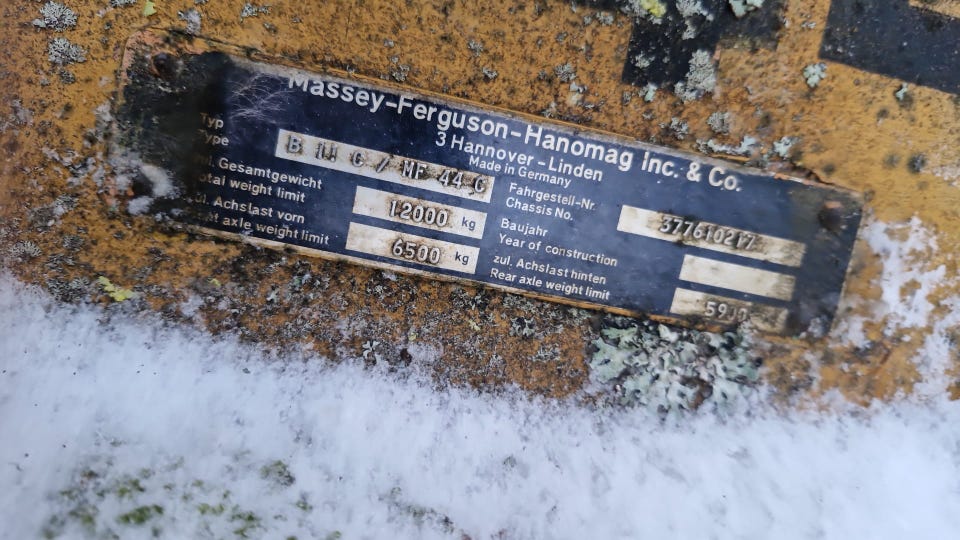 Massey-Ferguson-Hanomag Inc. & Co.
3 Hannover-Linden
Made in Germany
Typ
Type
MF 44 C
Gesamtgewicht
total weight limit
12000 kg
zul. Achslast vorn
axle weight limit
6500 kg
Fahrgestell-Nr.
Chassis No.
377610217
Baujahr
Year of construction
zul. Achslast hinten
Rear axle weight limit